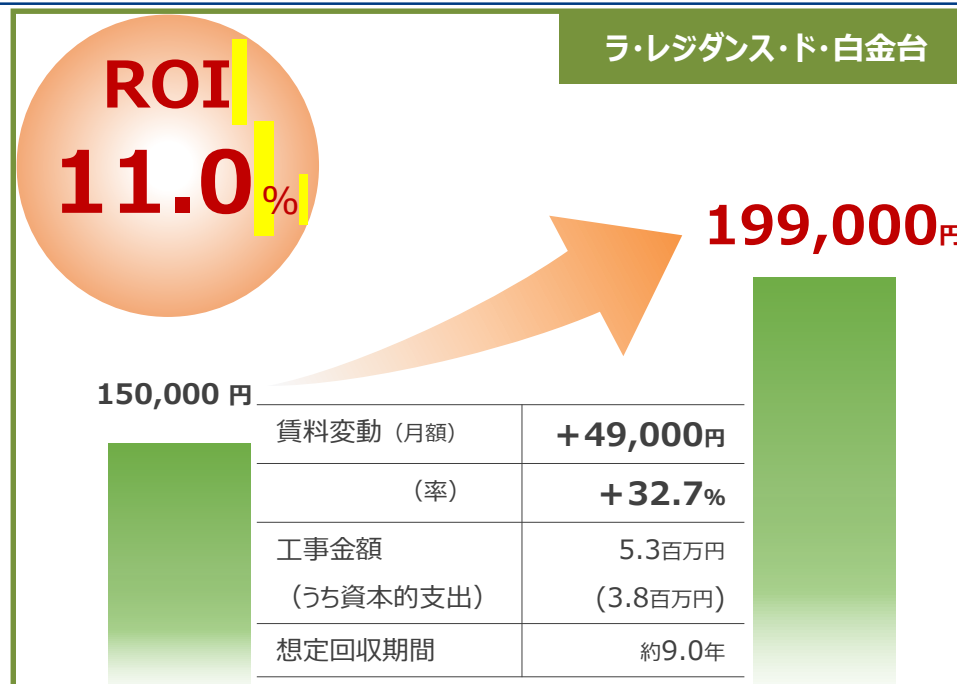 ラ・レジダンス・ド・白金台
ROI
11.0%
199,000円
150,000 円
賃料変動（月額） +49,000円
（率） +32.7%
工事金額 5.3百万円
（うち資本的支出） (3.8百万円)
想定回収期間 約9.0年